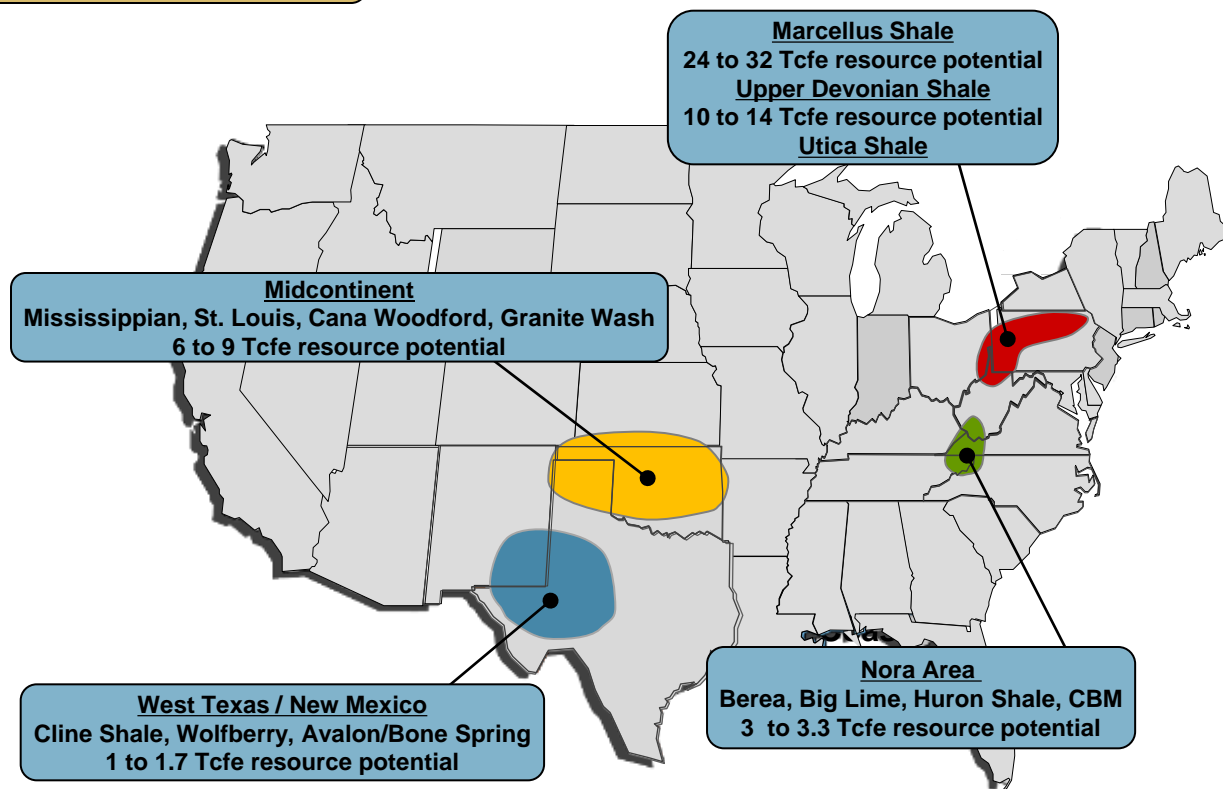 Marcellus Shale
24 to 32 Tcfe resource potential
Upper Devonian Shale
10 to 14 Tcfe resource potential
Utica Shale
Midcontinent
Mississippian, St. Louis, Cana Woodford, Granite Wash
6 to 9 Tcfe resource potential
Nora Area
Berea, Big Lime, Huron Shale, CBM
3 to 3.3 Tcfe resource potential
West Texas / New Mexico
Cline Shale, Wolfberry, Avalon/Bone Spring
1 to 1.7 Tcfe resource potential